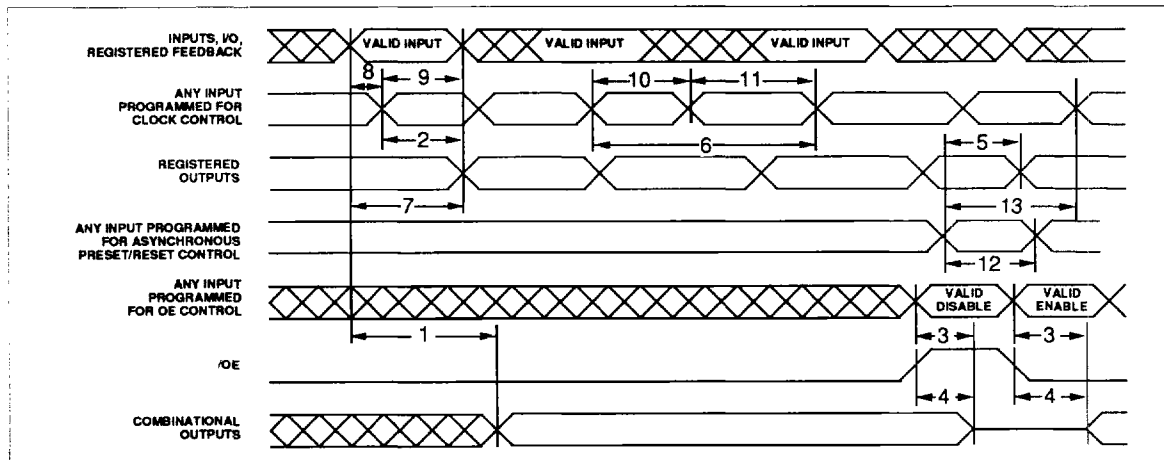 INPUTS, I/O,
REGISTERED FEEDBACK
VALID INPUT
VALID INPUT
VALID INPUT
8
9
10
11
ANY INPUT
PROGRAMMED FOR
CLOCK CONTROL
2
6
5
REGISTERED
OUTPUTS
7
13
ANY INPUT PROGRAMMED
FOR ASYNCHRONOUS
PRESET/RESET CONTROL
12
ANY INPUT
PROGRAMMED
FOR OE CONTROL
VALID
DISABLE
VALID
ENABLE
1
3
3
/OE
4
4
COMBINATIONAL
OUTPUTS